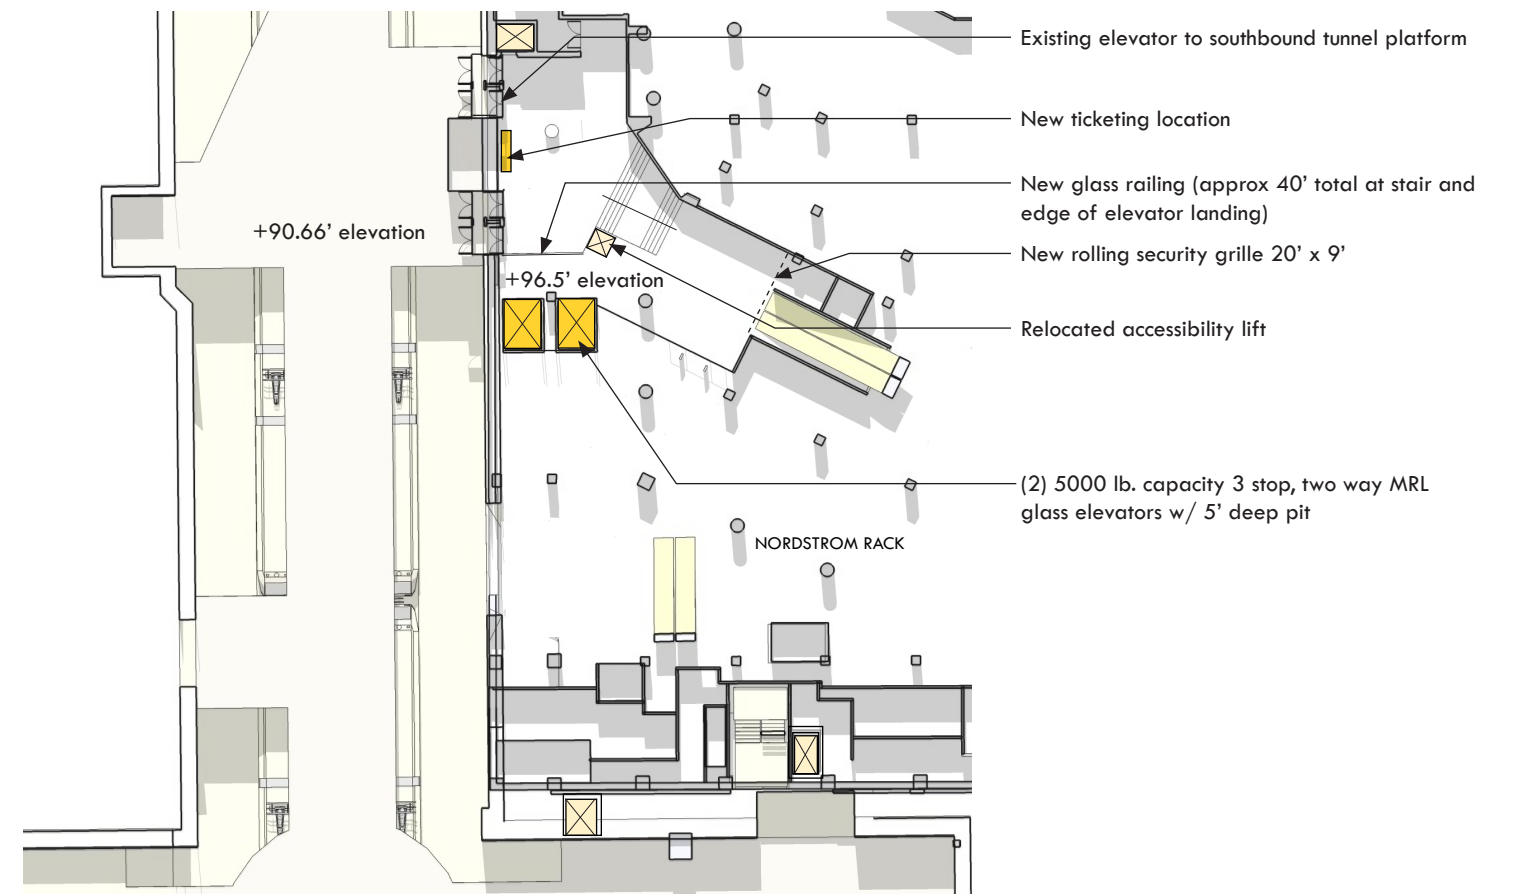 Existing elevator to southbound tunnel platform
New ticketing location
New glass railing (approx 40’ total at stair and
edge of elevator landing)
+90.66’ elevation
New rolling security grille 20’ x 9’
+96.5’ elevation
Relocated accessibility lift
(2) 5000 lb. capacity 3 stop, two way MRL
glass elevators w/ 5’ deep pit
NORDSTROM RACK